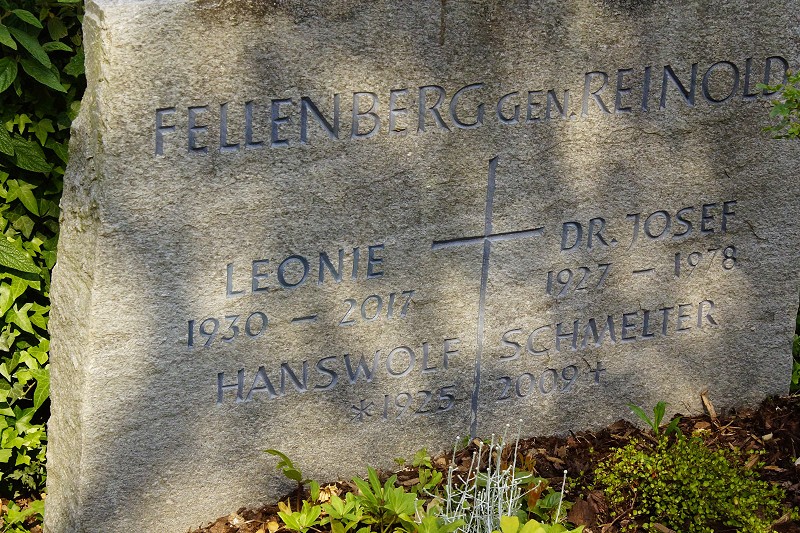 FELLENBERG GEN. REINOLD
LEONIE DR. JOSEF
1930 – 2017 1927 – 1978
HANSWOLF SCHMELTER
* 1925 2009 +